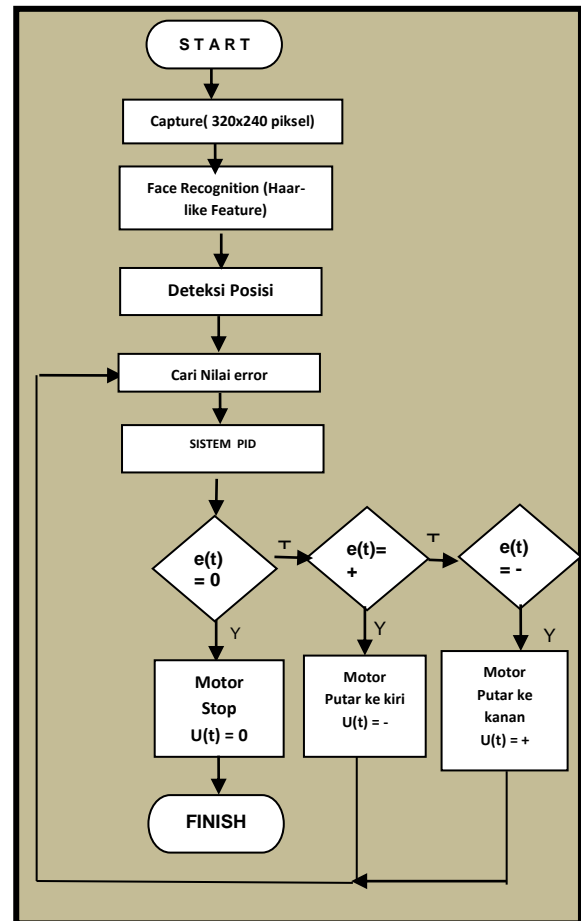 S T A R T
Capture( 320x240 piksel)
Face Recognition (Haar-
like Feature)
Deteksi Posisi
Cari Nilai error
SISTEM PID
e(t)
= 0
T
e(t)=
+
T
e(t)
= -
Y
Y
Y
Motor
Stop
U(t) = 0
Motor
Putar ke kiri
U(t) = -
Motor
Putar ke
kanan
U(t) = +
FINISH